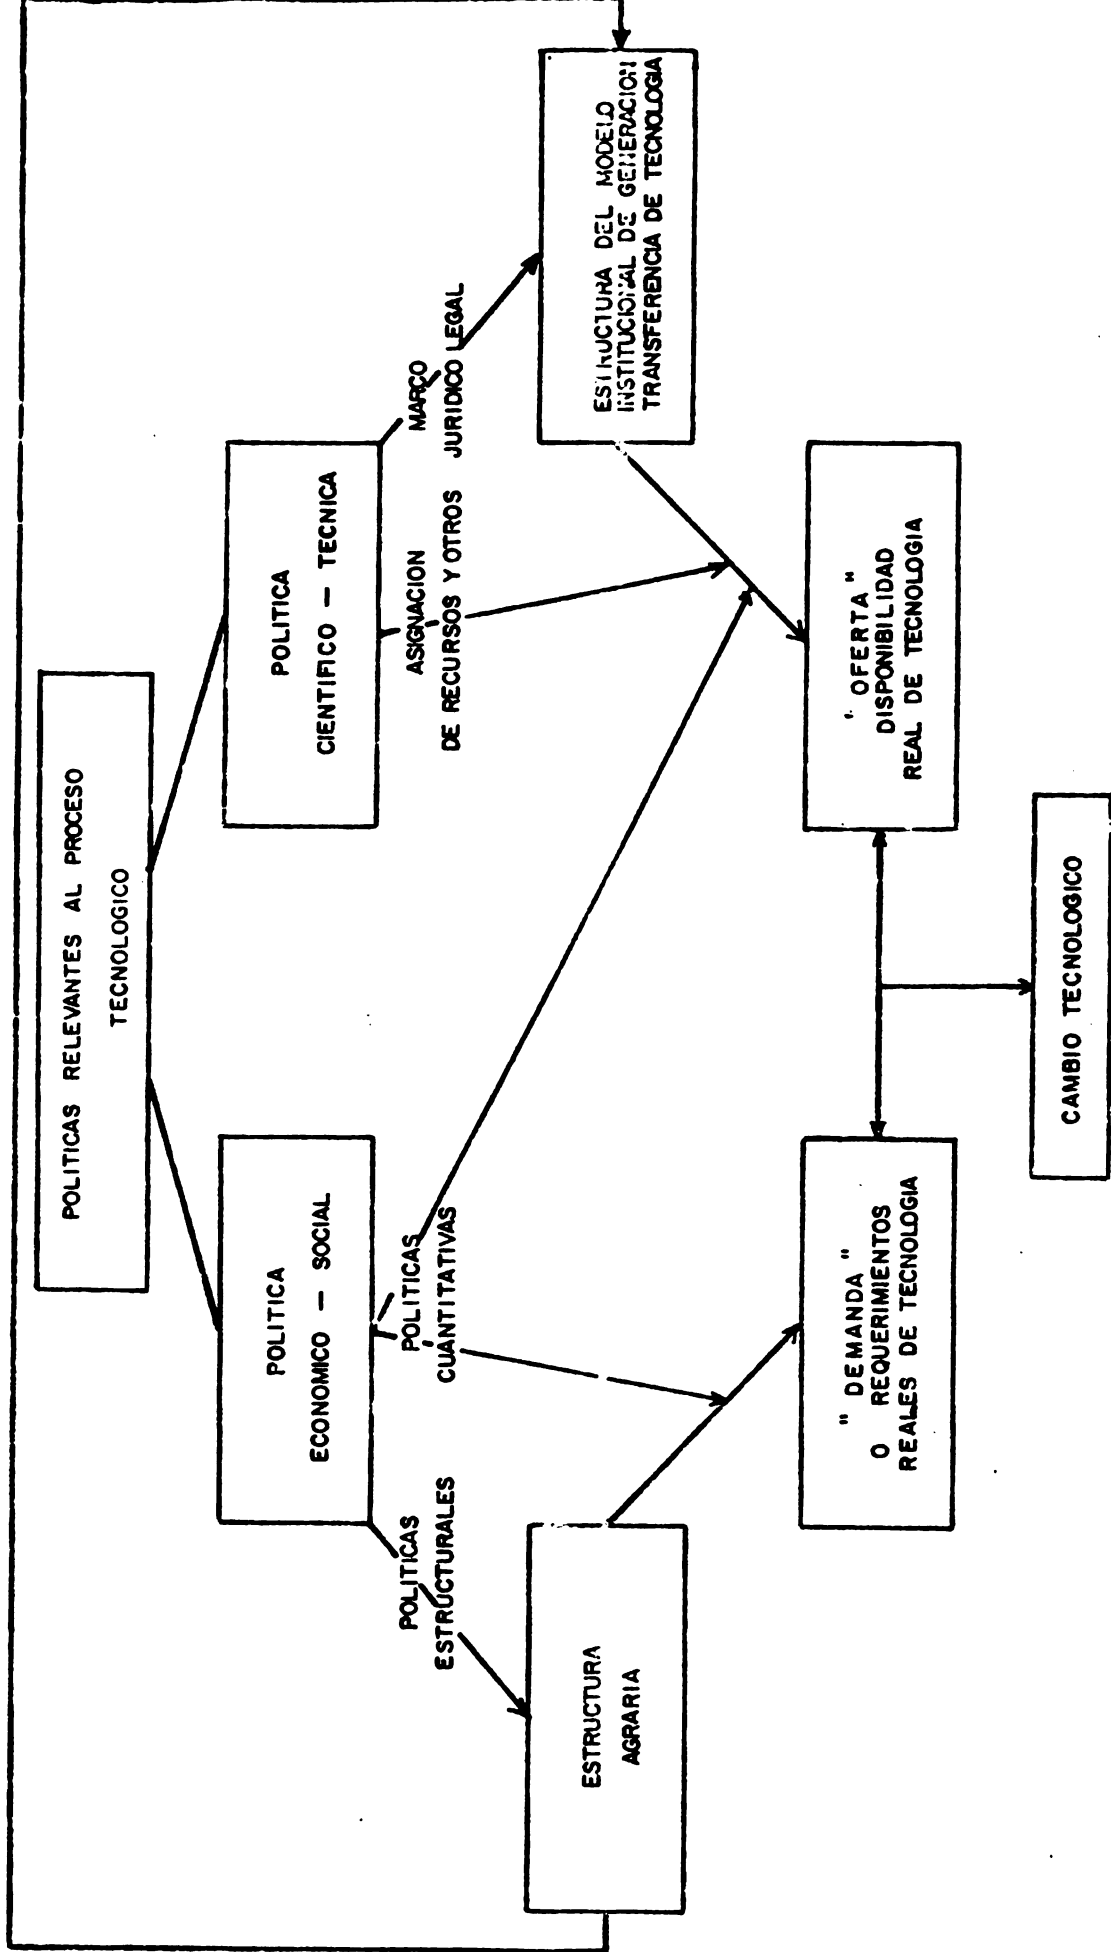 POLITICAS RELEVANTES AL PROCESO
TECNOLOGICO
POLITICA
ECONOMICO — SOCIAL
POLITICA
CIENTIFICO — TECNICA
POLITICAS
ESTRUCTURALES
POLITICAS
CUANTITATIVAS
ASIGNACION
DE RECURSOS Y OTROS
MARCO
JURIDICO LEGAL
ESTRUCTURA
AGRARIA
ESTRUCTURA DEL MODELO
INSTITUCIONAL DE GENERACION
TRANSFERENCIA DE TECNOLOGIA
" DEMANDA "
O REQUERIMIENTOS
REALES DE TECNOLOGIA
' OFERTA "
DISPONIBILIDAD
REAL DE TECNOLOGIA
CAMBIO TECNOLOGICO